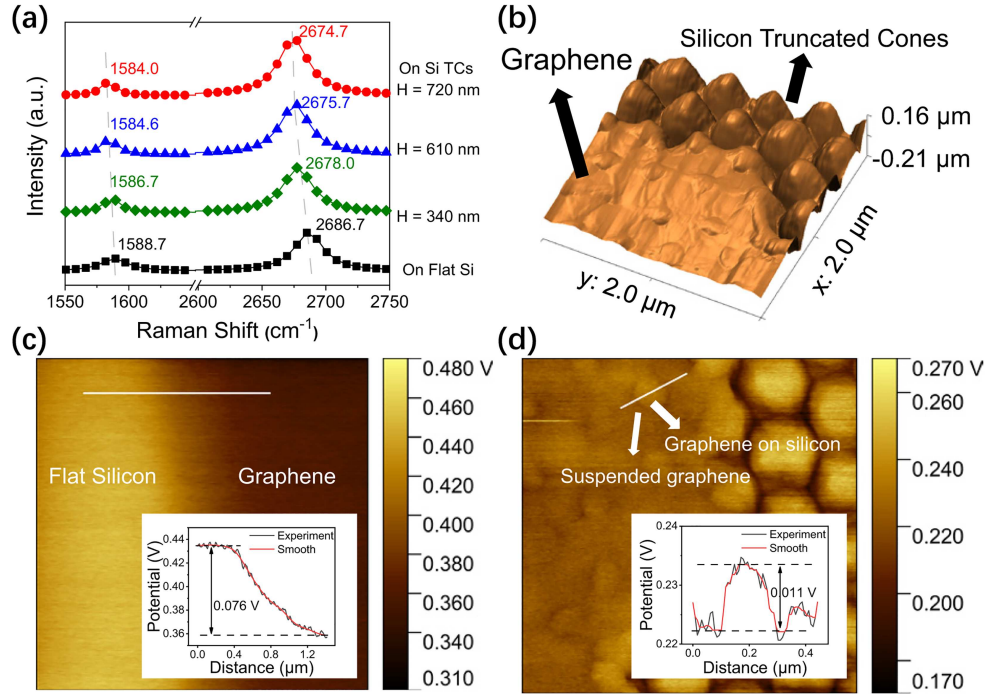 (a)
2674.7
1584.0
On Si TCs
H = 720 nm
2675.7
1584.6
H = 610 nm
2678.0
1586.7
H = 340 nm
2686.7
1588.7
On Flat Si
Intensity (a.u.)
1550 1600 2600 2650 2700 2750
Raman Shift (cm⁻¹)
(b)
Silicon Truncated Cones
Graphene
0.16 µm
-0.21 µm
x: 2.0 µm
y: 2.0 µm
(c)
Flat Silicon
Graphene
0.480 V
0.460
0.440
0.420
0.400
0.380
0.360
0.340
0.310
Experiment
Smooth
0.44
0.42
0.40
0.38
0.36
0.076 V
Potential (V)
0.0 0.4 0.8 1.2
Distance (µm)
(d)
Graphene on silicon
Suspended graphene
0.270 V
0.260
0.240
0.220
0.200
0.170
Experiment
Smooth
0.24
0.23
0.22
0.011 V
Potential (V)
0.0 0.2 0.4
Distance (µm)